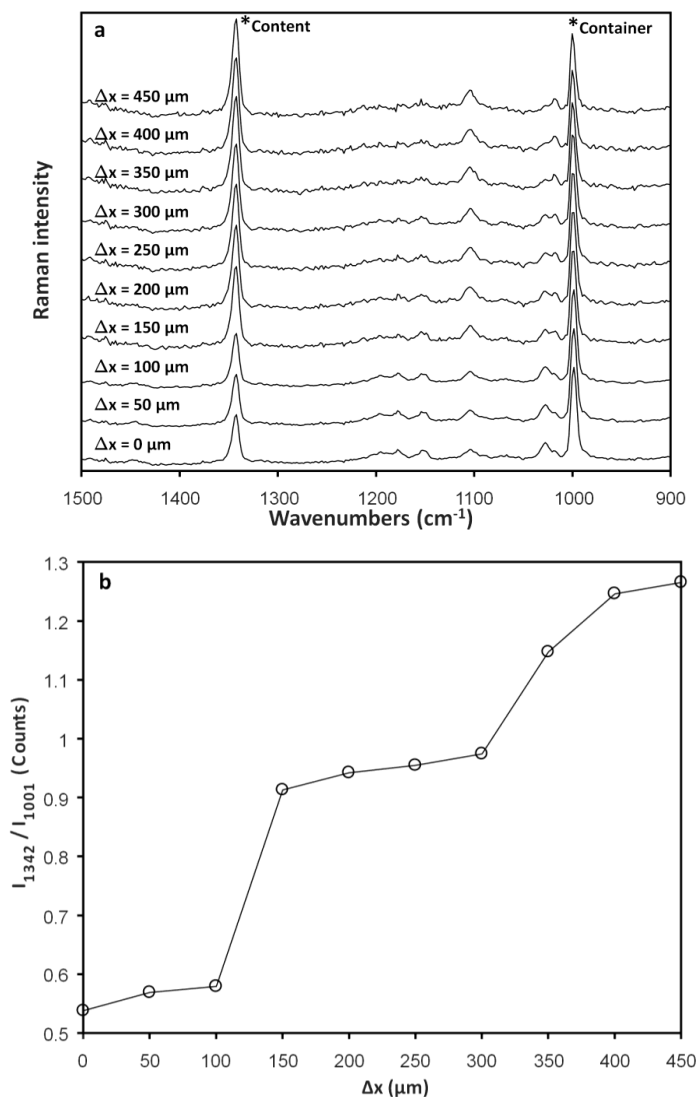 a
*Content
*Container
Δx = 450 µm
Δx = 400 µm
Δx = 350 µm
Δx = 300 µm
Δx = 250 µm
Δx = 200 µm
Δx = 150 µm
Δx = 100 µm
Δx = 50 µm
Δx = 0 µm
Raman intensity
1500 1400 1300 1200 1100 1000 900
Wavenumbers (cm⁻¹)
b
1.3
1.2
1.1
1
0.9
0.8
0.7
0.6
0.5
I₁₃₄₂ / I₁₀₀₁ (Counts)
0 50 100 150 200 250 300 350 400 450
Δx (µm)